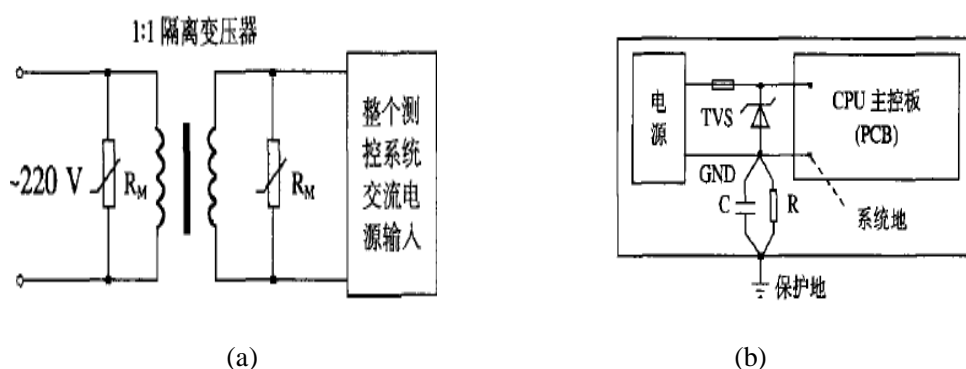 1:1 隔离变压器
~220 V
R_M
R_M
整个测
控系统
交流电
源输入
(a)
电
源
TVS
CPU 主控板
(PCB)
GND
C
R
系统地
保护地
(b)